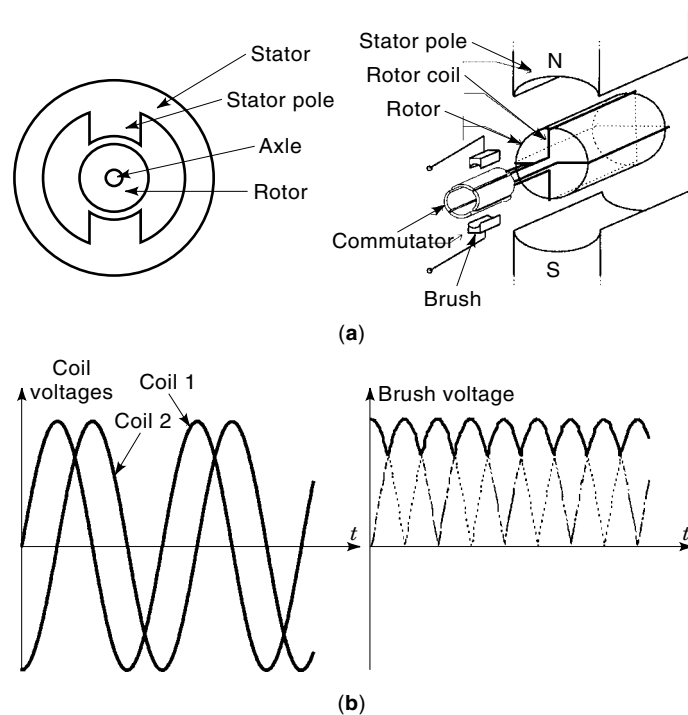 Stator
Stator pole
Axle
Rotor
Stator pole
N
Rotor coil
Rotor
Commutator
S
Brush
(a)
Coil
voltages
Coil 1
Coil 2
t
Brush voltage
t
(b)